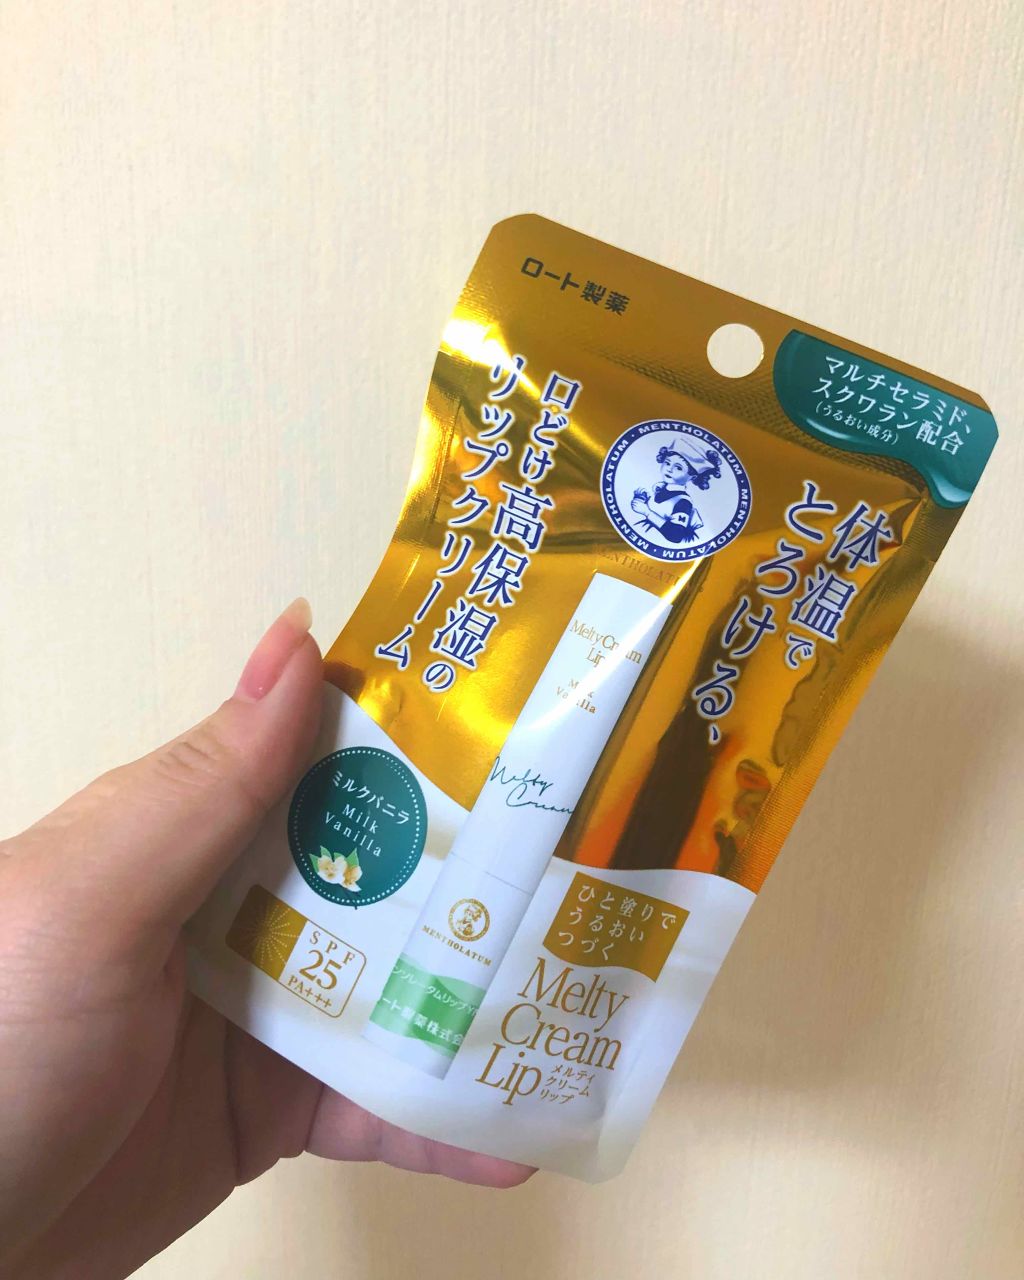 ロート製薬
マルチセラミド、
スクワラン配合
(うるおい成分)
MENTHOLATUM・MENTHOLATUM・MENTHOLATUM・
体温で
とろける、
口どけ高保湿の
リップクリーム
Melty Cream
Lip
Milk
Vanilla
Melty
Cream
MENTHOLATUM
ミルクバニラ
Milk
Vanilla
SPF
25
PA+++
ひと塗りで
うるおい
つづく
Melty
Cream
Lip
メルティ
クリーム
リップ